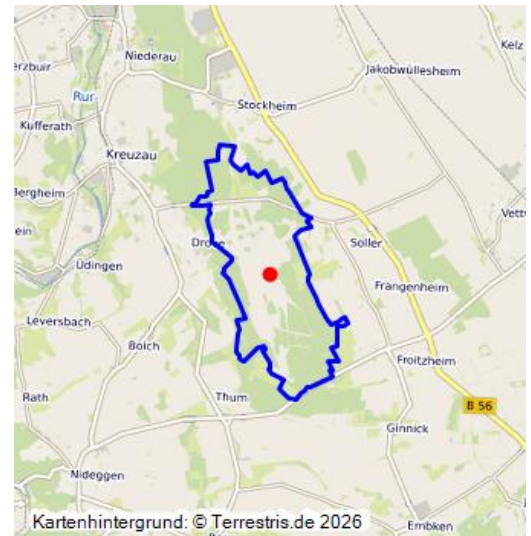 Niederau
Kelz
Jakobwüllesheim
Rur
Stockheim
Kufferath
Kreuzau
Bergheim
Drove
Soller
Üdingen
Frangenheim
Leversbach
Boich
Froitzheim
Rath
Thum
B 56
Ginnick
Nideggen
Embken
Kartenhintergrund: © Terrestris.de 2026